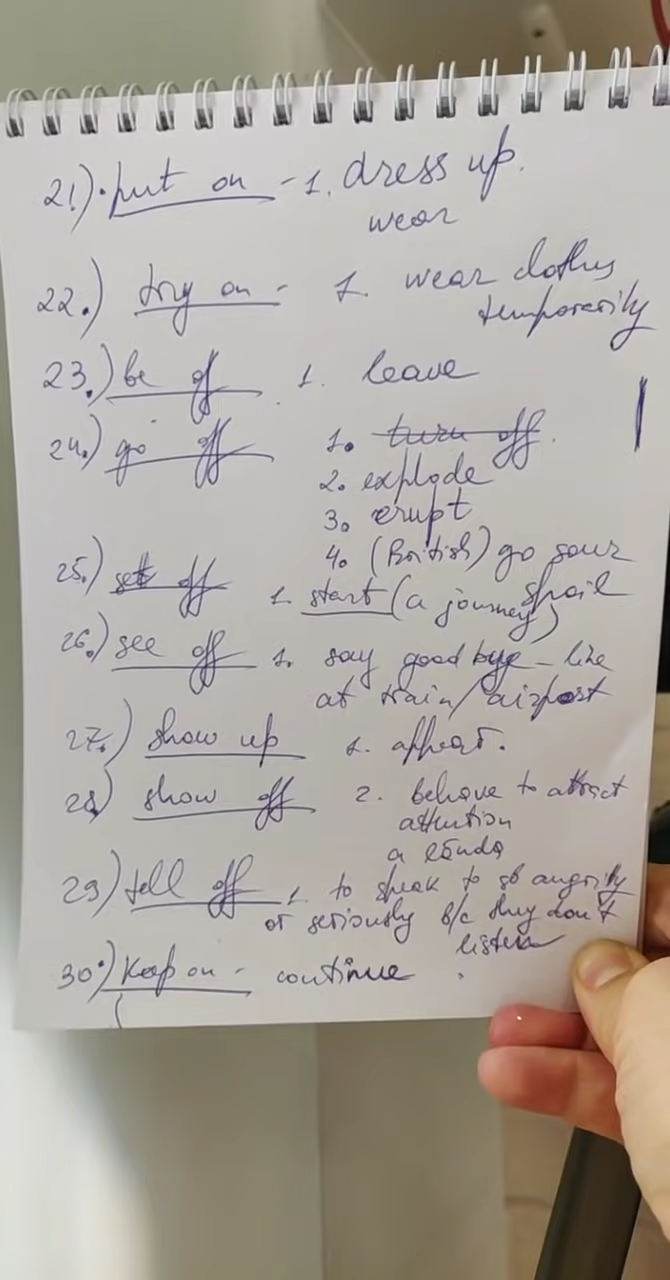 21.) put on - 1. dress up.
wear
22.) try on - 1. wear clothes
temporarily
23.) be off 1. leave
24.) go off 1. turn off.
2. explode
3. erupt
4. (British) go sour
spoil
25.) set off 1. start (a journey)
26.) see off 1. say goodbye - like
at train/airport
27.) show up 1. appear.
28) show off 2. behave to attract
attention
a
29) tell off 1. to speak to sb angrily
or seriously b/c they don't
listen
30.) Keep on - continue